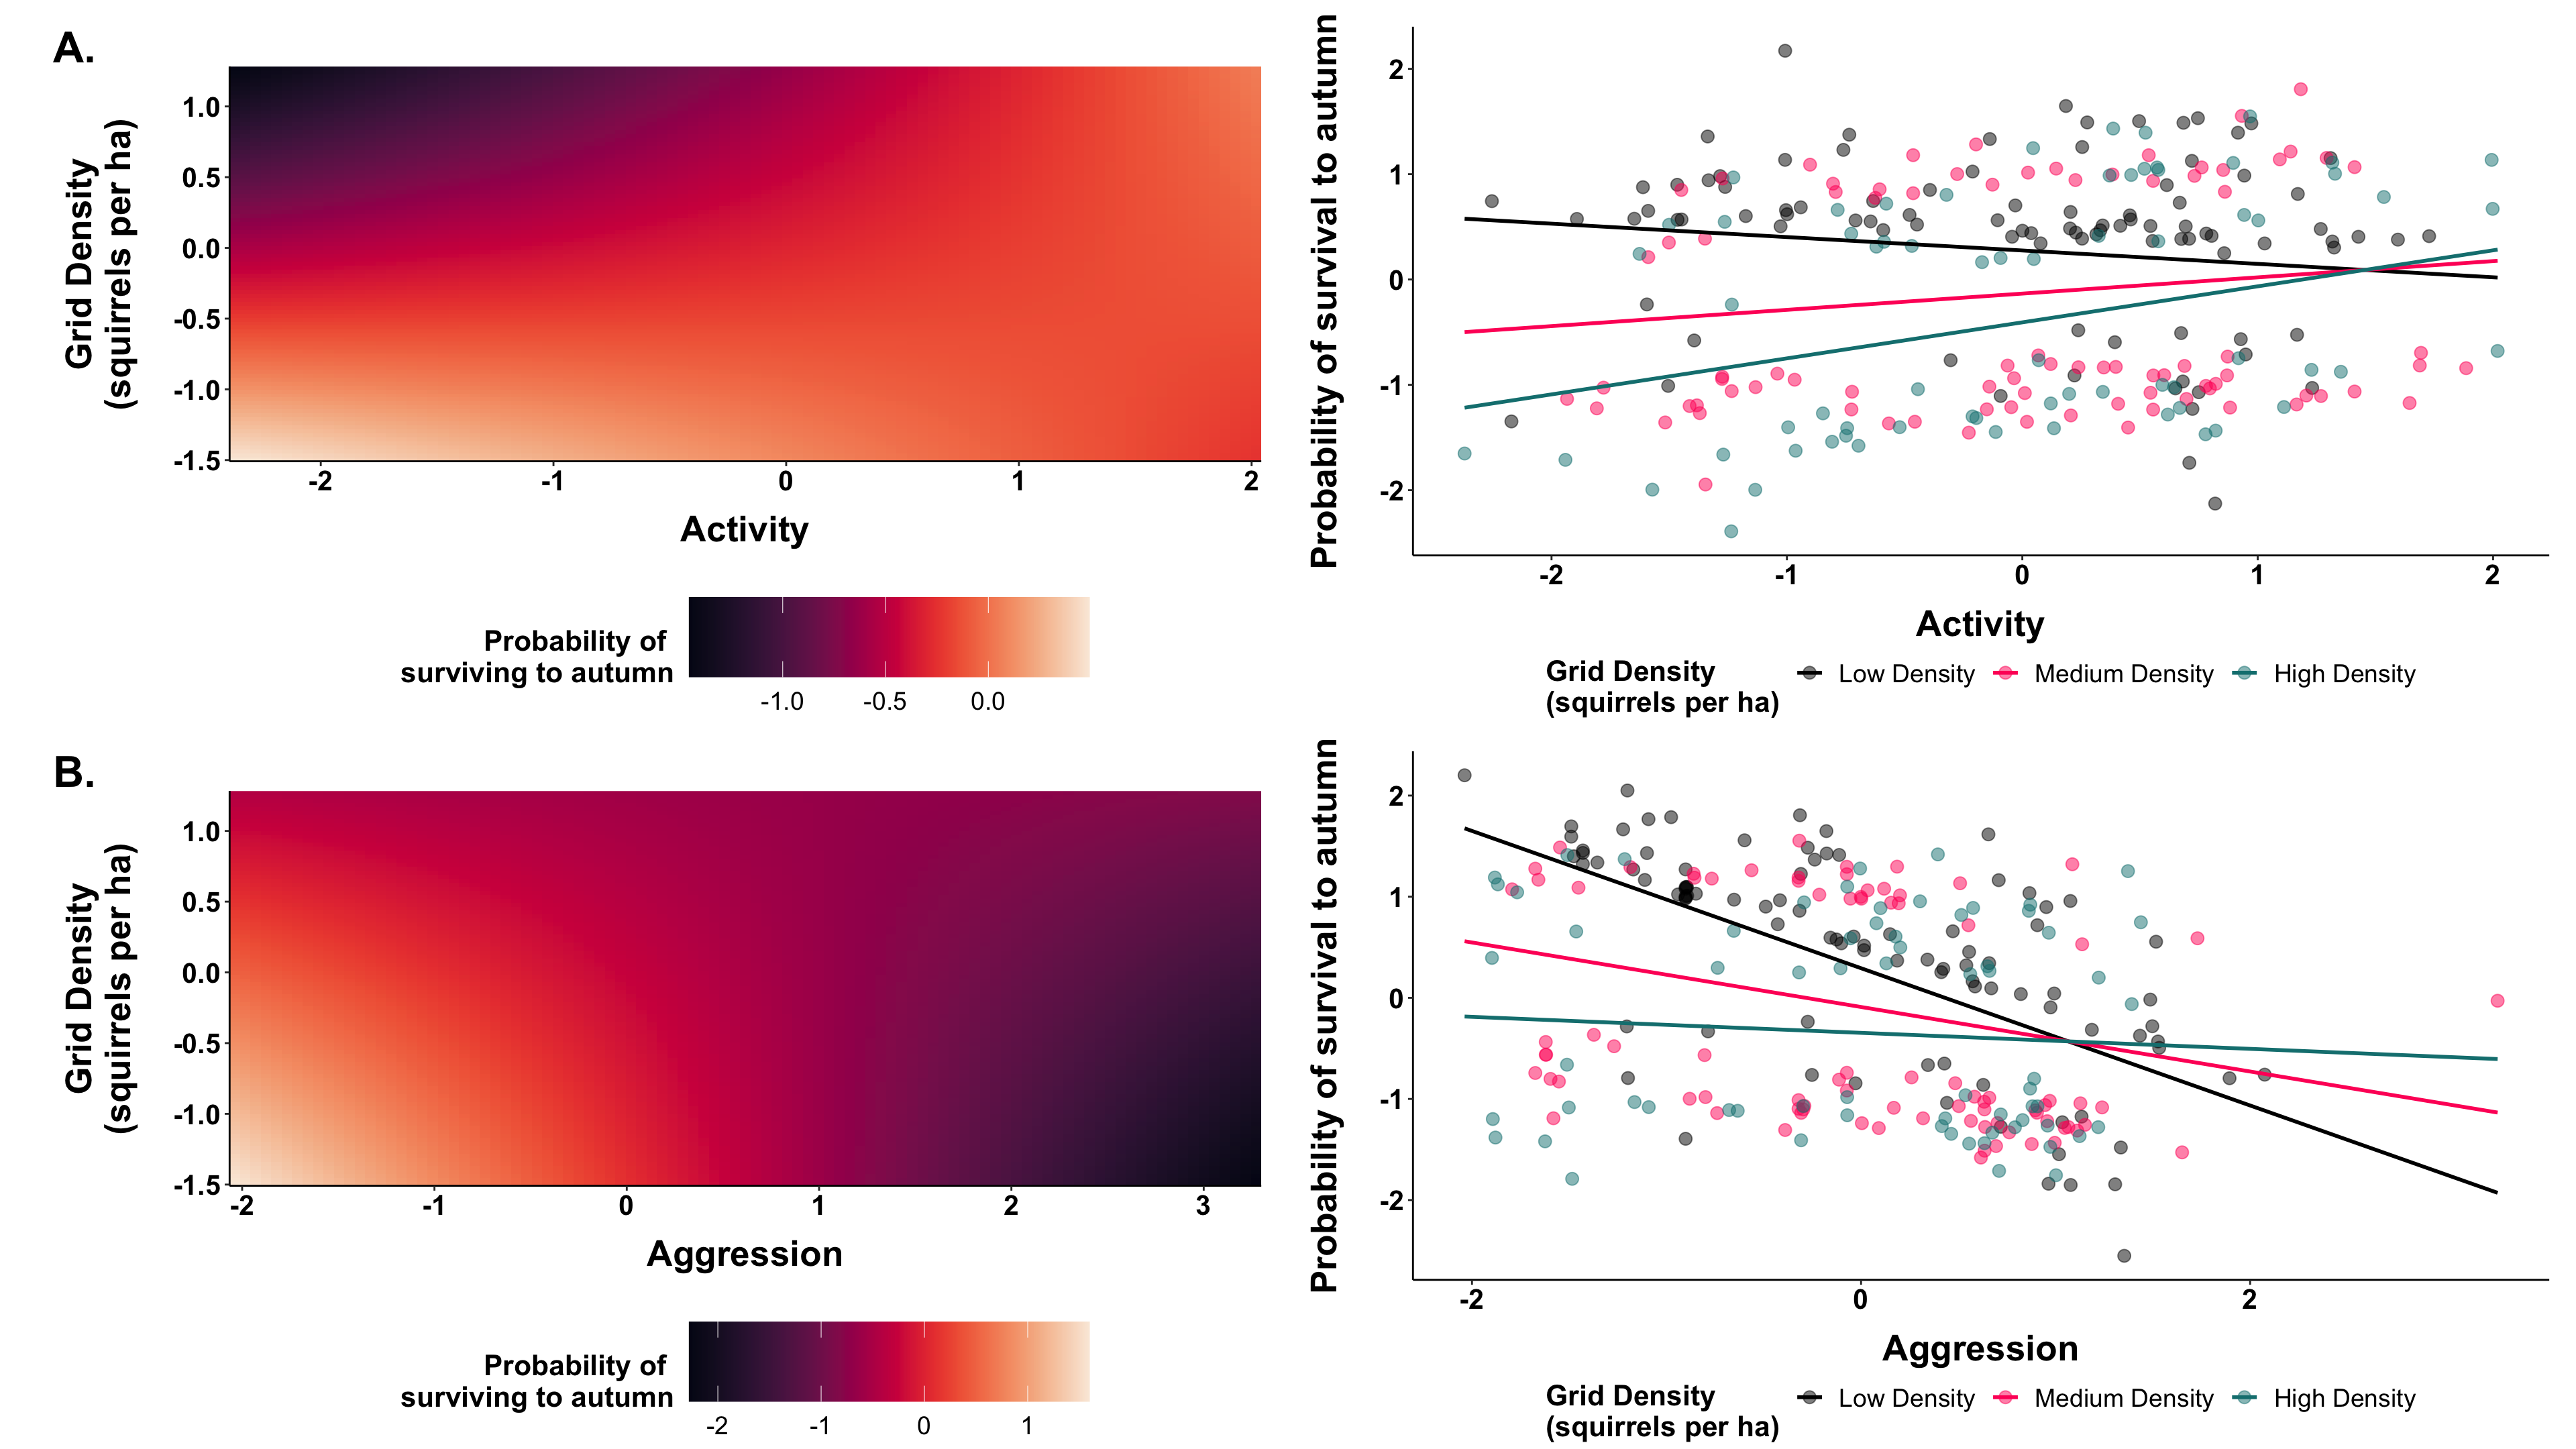 A.
Grid Density
(squirrels per ha)
1.0
0.5
0.0
-0.5
-1.0
-1.5
-2 -1 0 1 2
Activity
Probability of
surviving to autumn
-1.0 -0.5 0.0
Probability of survival to autumn
2
1
0
-1
-2
-2 -1 0 1 2
Activity
Grid Density
(squirrels per ha)
Low Density Medium Density High Density
B.
Grid Density
(squirrels per ha)
1.0
0.5
0.0
-0.5
-1.0
-1.5
-2 -1 0 1 2 3
Aggression
Probability of
surviving to autumn
-2 -1 0 1
Probability of survival to autumn
2
1
0
-1
-2
-2 0 2
Aggression
Grid Density
(squirrels per ha)
Low Density Medium Density High Density